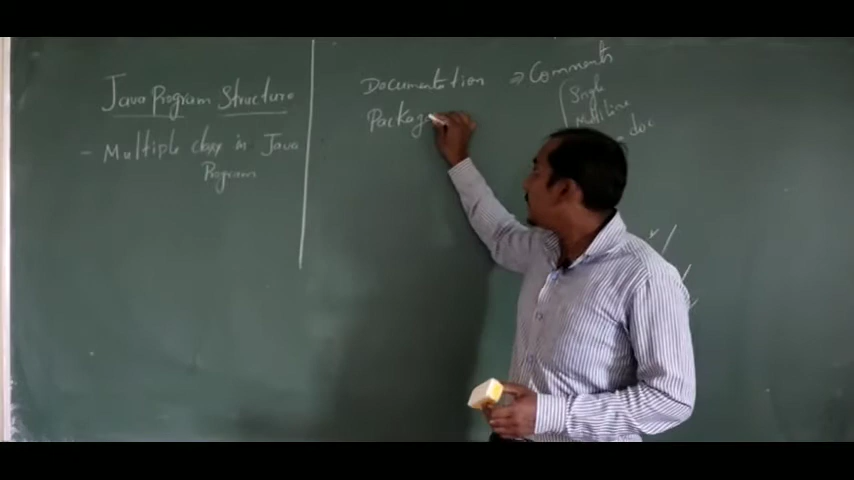 Java Program Structure
- Multiple class in Java
Program
Documentation ⇒ Comments
Single
Multiline
doc
Packag